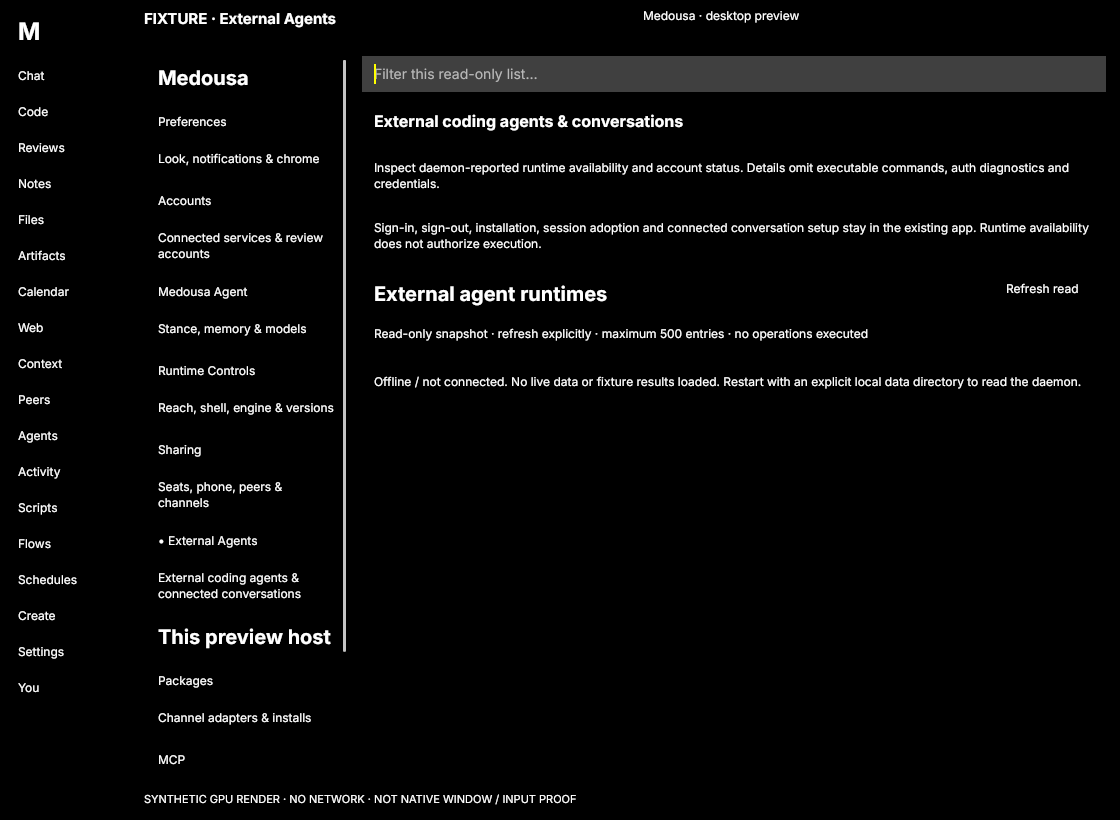 M
FIXTURE · External Agents
Medousa · desktop preview
Chat
Code
Reviews
Notes
Files
Artifacts
Calendar
Web
Context
Peers
Agents
Activity
Scripts
Flows
Schedules
Create
Settings
You
Medousa
Preferences
Look, notifications & chrome
Accounts
Connected services & review
accounts
Medousa Agent
Stance, memory & models
Runtime Controls
Reach, shell, engine & versions
Sharing
Seats, phone, peers &
channels
• External Agents
External coding agents &
connected conversations
This preview host
Packages
Channel adapters & installs
MCP
Filter this read-only list...
External coding agents & conversations
Inspect daemon-reported runtime availability and account status. Details omit executable commands, auth diagnostics and
credentials.
Sign-in, sign-out, installation, session adoption and connected conversation setup stay in the existing app. Runtime availability
does not authorize execution.
External agent runtimes
Refresh read
Read-only snapshot · refresh explicitly · maximum 500 entries · no operations executed
Offline / not connected. No live data or fixture results loaded. Restart with an explicit local data directory to read the daemon.
SYNTHETIC GPU RENDER · NO NETWORK · NOT NATIVE WINDOW / INPUT PROOF